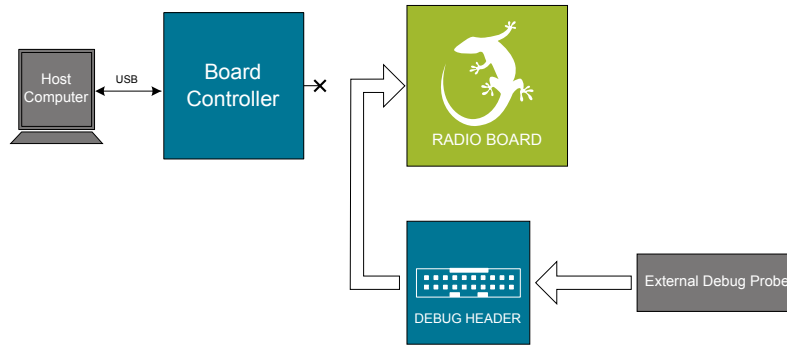 Host
Computer
USB
Board
Controller
RADIO BOARD
DEBUG HEADER
External Debug Probe